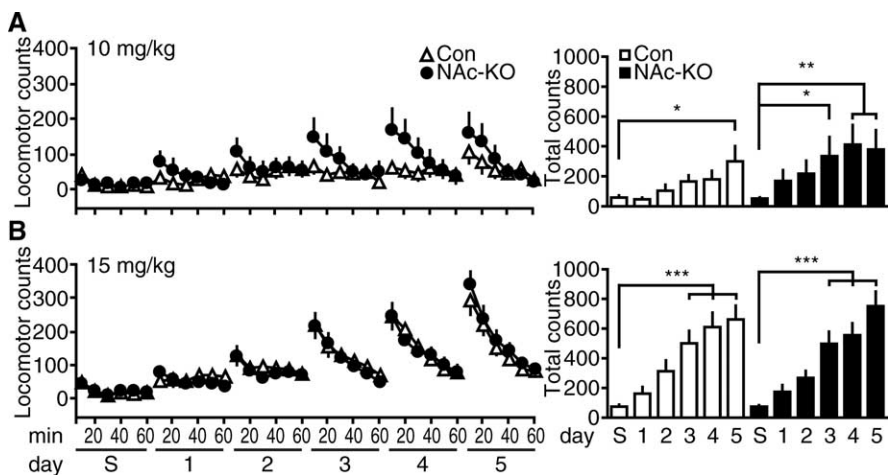 A
10 mg/kg
Con
NAc-KO
Locomotor counts
400
300
200
100
0
Con
NAc-KO
Total counts
1000
800
600
400
200
0
*
*
**
B
15 mg/kg
Locomotor counts
400
300
200
100
0
min 20 40 60 20 40 60 20 40 60 20 40 60 20 40 60 20 40 60
day S 1 2 3 4 5
Total counts
1000
800
600
400
200
0
***
***
day S 1 2 3 4 5 S 1 2 3 4 5